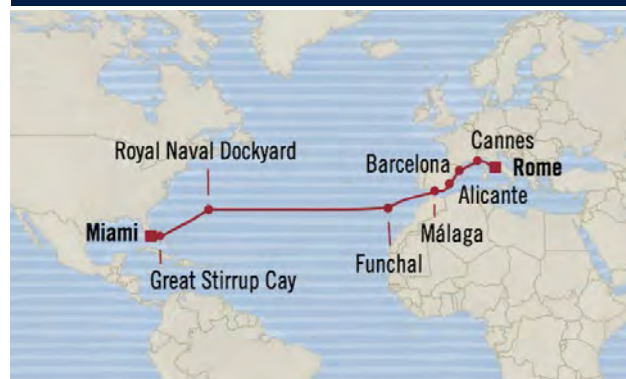 Cannes
Royal Naval Dockyard
Barcelona
Rome
Alicante
Miami
Málaga
Funchal
Great Stirrup Cay